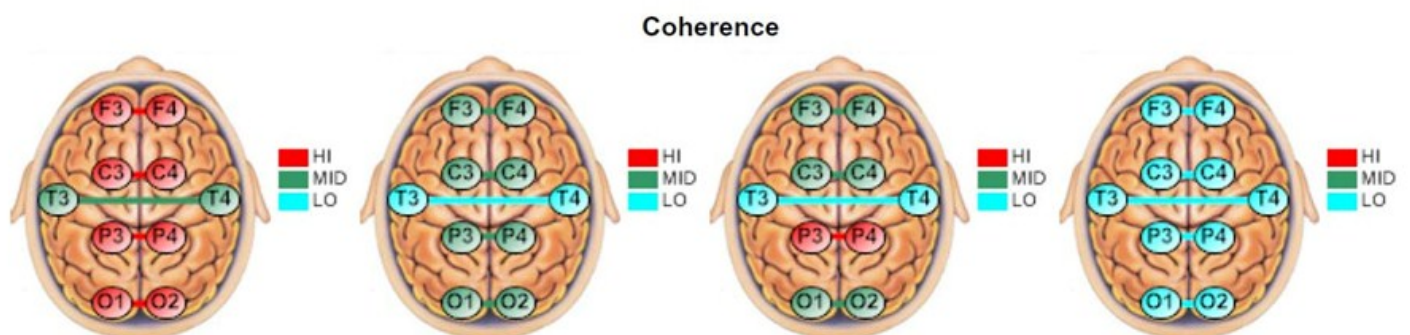 Coherence
F3 F4 F3 F4 F3 F4 F3 F4
HI HI HI HI
C3 C4 MID C3 C4 MID C3 C4 MID C3 C4 MID
T3 T4 LO T3 T4 LO T3 T4 LO T3 T4 LO
P3 P4 P3 P4 P3 P4 P3 P4
O1 O2 O1 O2 O1 O2 O1 O2